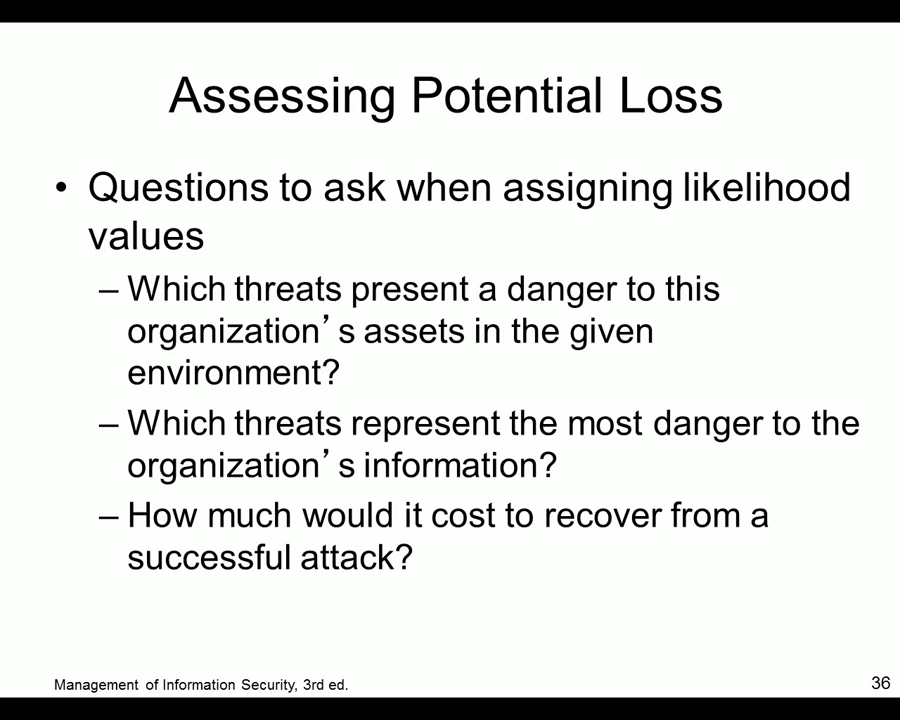 Assessing Potential Loss
• Questions to ask when assigning likelihood
values
– Which threats present a danger to this
organization’s assets in the given
environment?
– Which threats represent the most danger to the
organization’s information?
– How much would it cost to recover from a
successful attack?
Management of Information Security, 3rd ed.
36